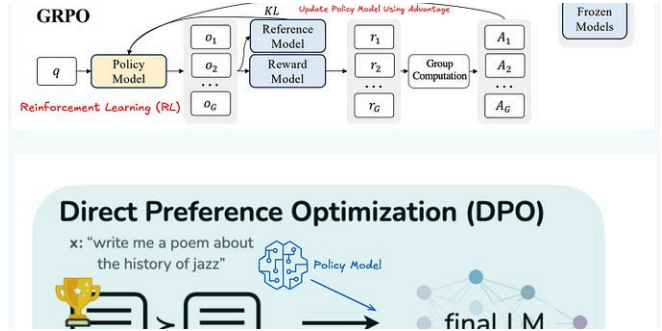 GRPO
KL
Update Policy Model Using Advantage
Frozen
Models
q
Policy
Model
o1
o2
...
oG
Reference
Model
Reward
Model
r1
r2
...
rG
Group
Computation
A1
A2
...
AG
Reinforcement Learning (RL)
Direct Preference Optimization (DPO)
x: “write me a poem about
the history of jazz”
Policy Model
≻
final LM